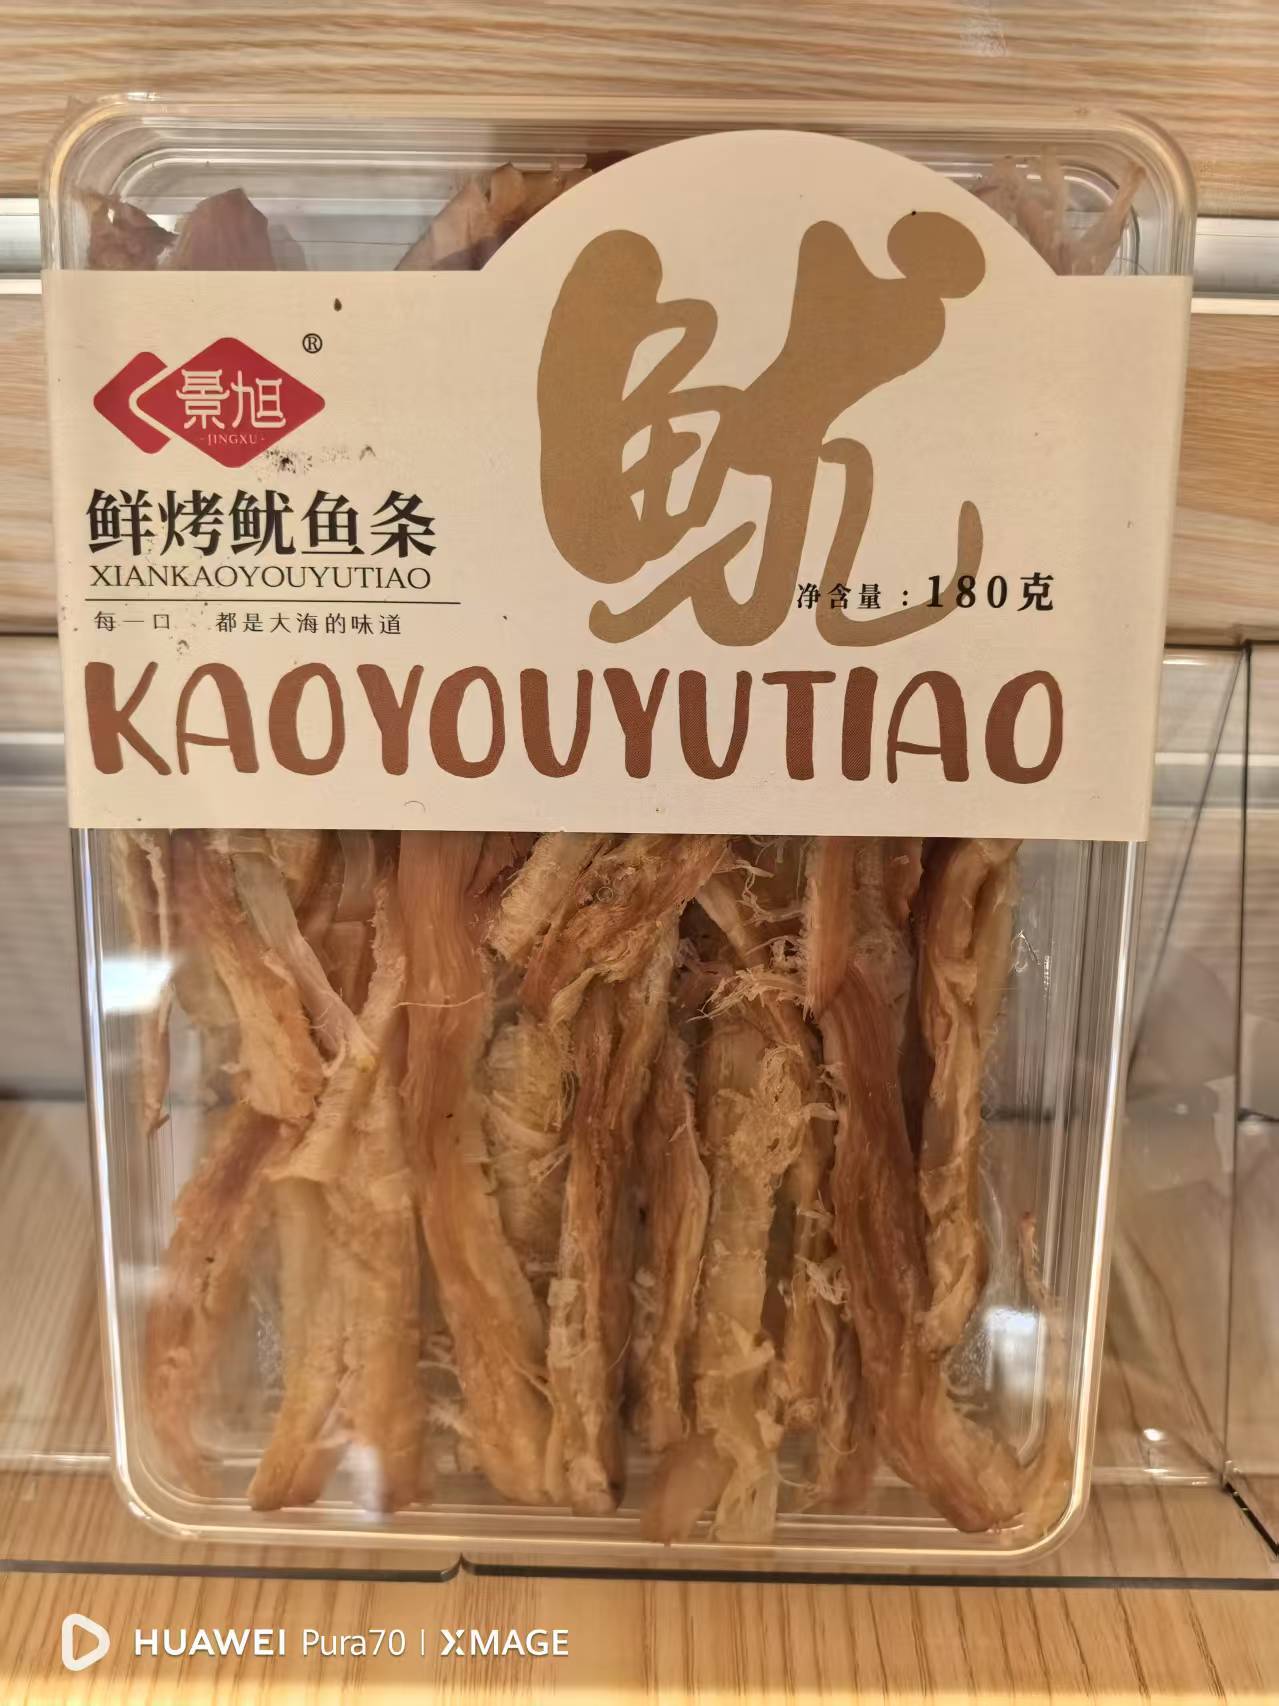 景旭
JINGXU
®
鱿
鲜烤鱿鱼条
XIANKAOYOUYUTIAO
净含量：180克
每一口 都是大海的味道
KAOYOUYUTIAO
HUAWEI Pura70 | XMAGE